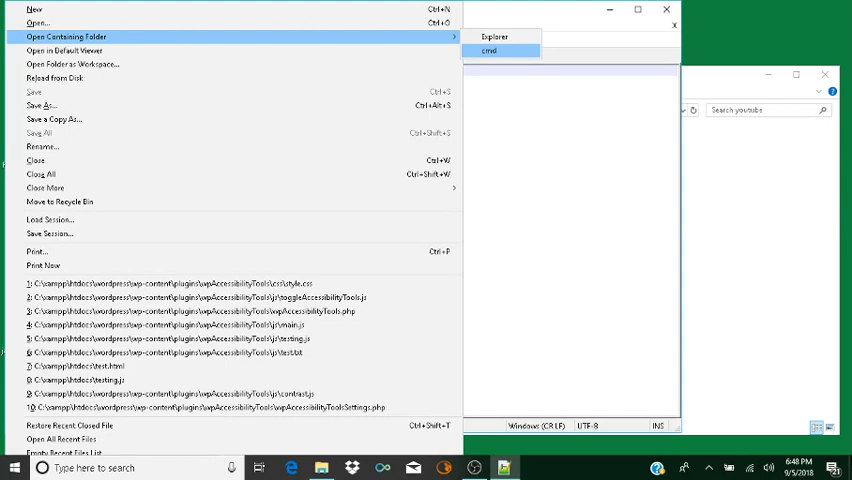 New Ctrl+N
Open... Ctrl+O
Open Containing Folder
Explorer
cmd
Open in Default Viewer
Open Folder as Workspace...
Reload from Disk
Save Ctrl+S
Save As... Ctrl+Alt+S
Save a Copy As...
Save All Ctrl+Shift+S
Rename...
Close Ctrl+W
Close All Ctrl+Shift+W
Close More
Move to Recycle Bin
Load Session...
Save Session...
Print... Ctrl+P
Print Now
1: C:\xampp\htdocs\wordpress\wp-content\plugins\wpAccessibilityTools\css\style.css
2: C:\xampp\htdocs\wordpress\wp-content\plugins\wpAccessibilityTools\js\toggleAccessibilityTools.js
3: C:\xampp\htdocs\wordpress\wp-content\plugins\wpAccessibilityTools\wpAccessibilityTools.php
4: C:\xampp\htdocs\wordpress\wp-content\plugins\wpAccessibilityTools\js\main.js
5: C:\xampp\htdocs\wordpress\wp-content\plugins\wpAccessibilityTools\js\testing.js
6: C:\xampp\htdocs\wordpress\wp-content\plugins\wpAccessibilityTools\js\test.txt
7: C:\xampp\htdocs\test.html
8: C:\xampp\htdocs\testing.js
9: C:\xampp\htdocs\wordpress\wp-content\plugins\wpAccessibilityTools\js\contrast.js
10: C:\xampp\htdocs\wordpress\wp-content\plugins\wpAccessibilityTools\wpAccessibilityToolsSettings.php
Restore Recent Closed File Ctrl+Shift+T
Open All Recent Files
Empty Recent Files List
Search youtube
Windows (CR LF) UTF-8 INS
Type here to search
6:48 PM
9/5/2018
21